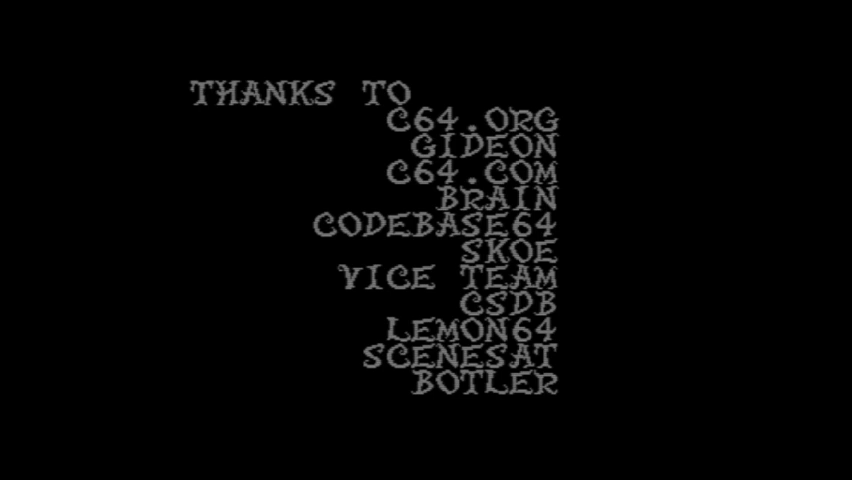 THANKS TO
C64.ORG
GIDEON
C64.COM
BRAIN
CODEBASE64
SKOE
VICE TEAM
CSDB
LEMON64
SCENESAT
BOTLER